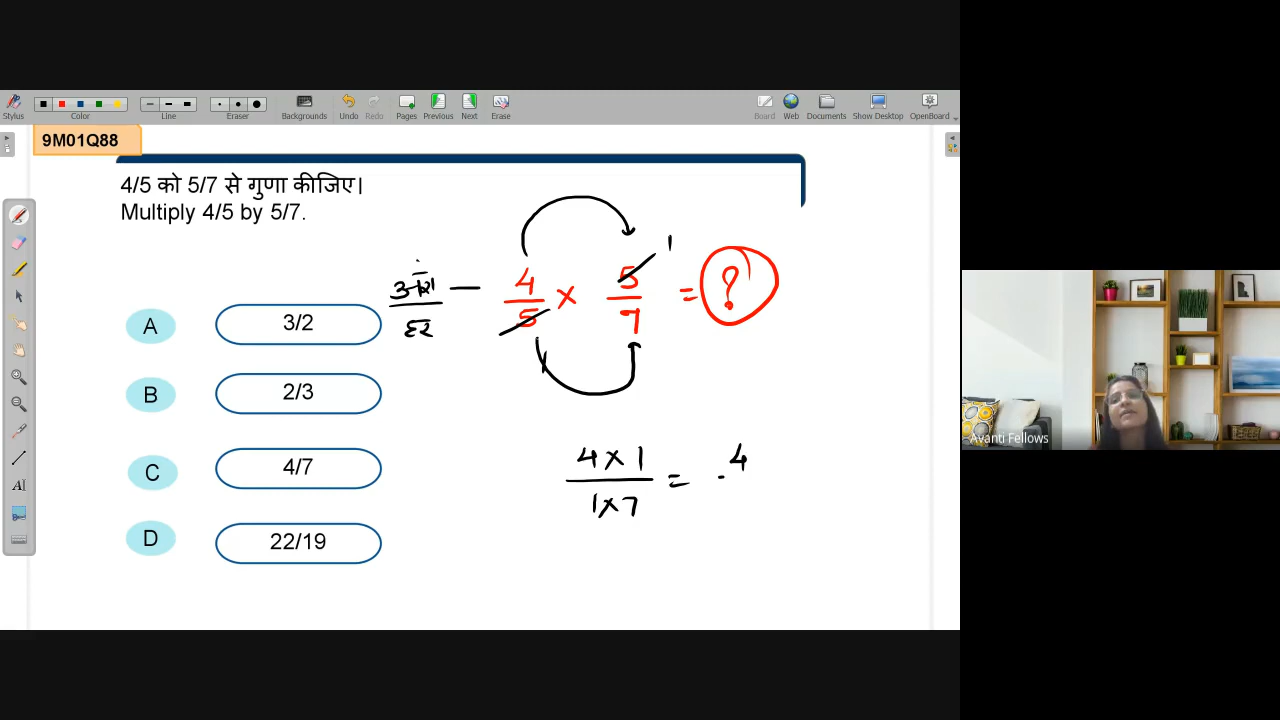 Stylus
Color
Line
Eraser
Backgrounds
Undo
Redo
Pages
Previous
Next
Erase
Board
Web
Documents
Show Desktop
OpenBoard
9M01Q88
4/5 को 5/7 से गुणा कीजिए।
Multiply 4/5 by 5/7.
4/5 × 5/7 = ?
1
A 3/2
B 2/3
C 4/7
D 22/19
4 × 1
1 × 7
= 4
Avanti Fellows